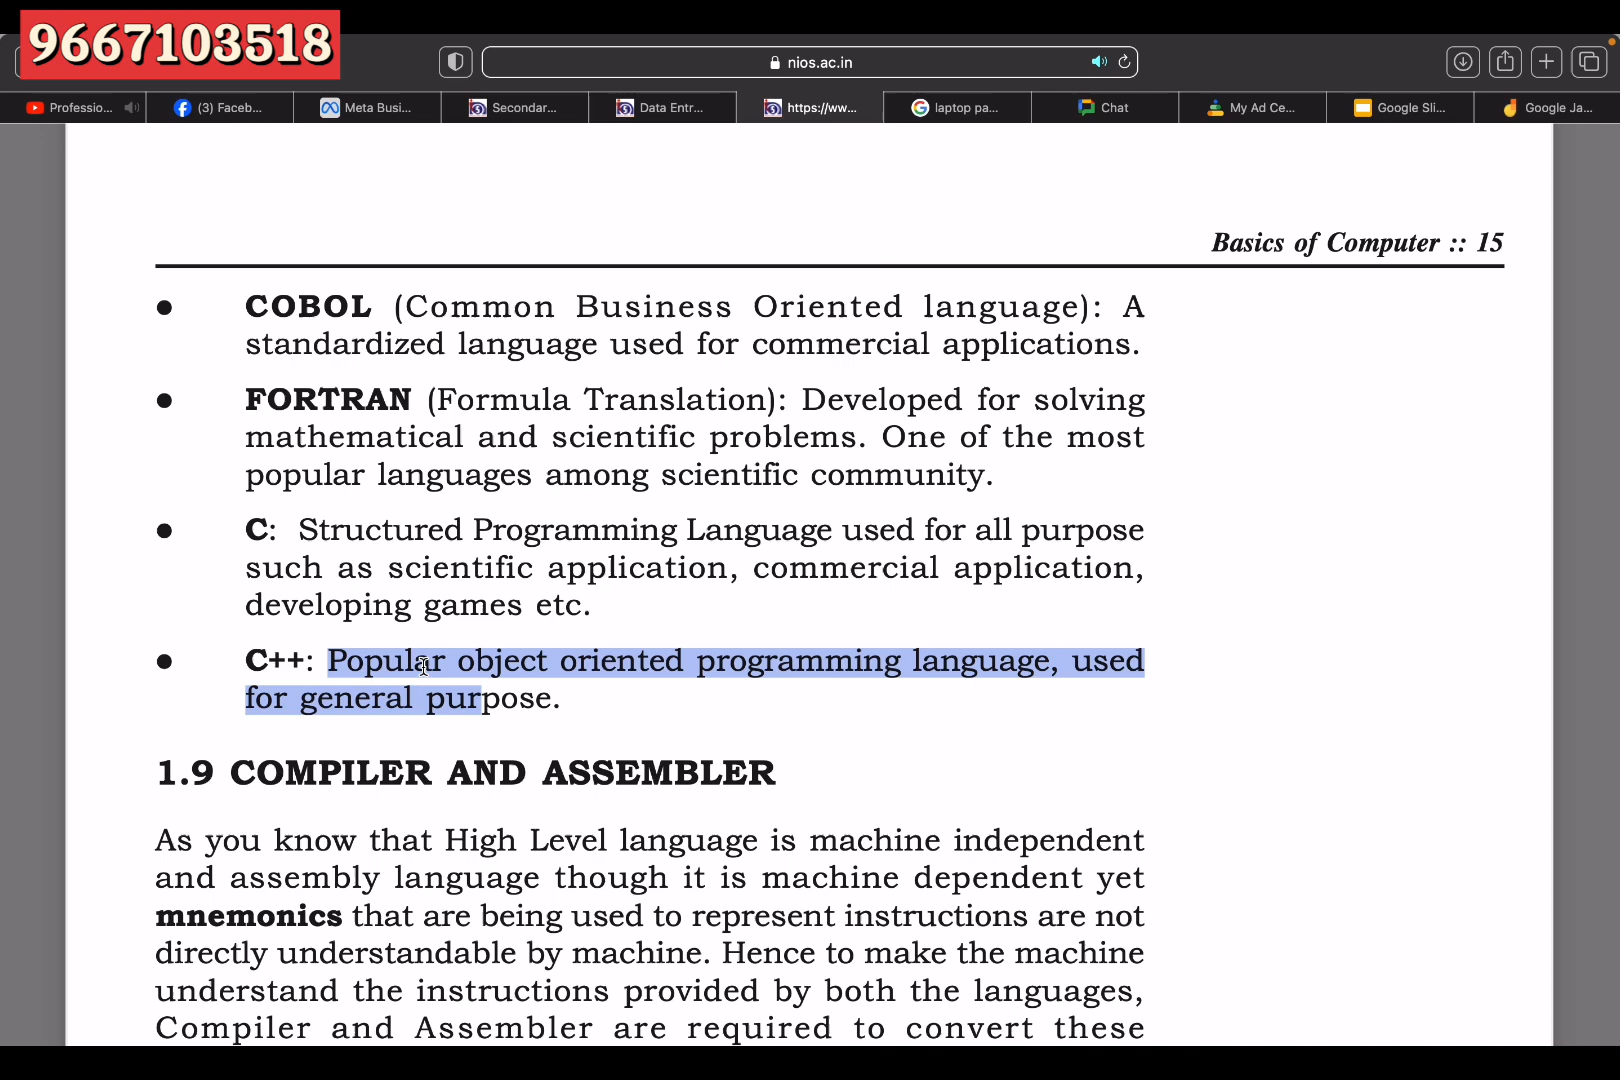 9667103518
nios.ac.in
Professio...
(3) Faceb...
Meta Busi...
Secondar...
Data Entr...
https://ww...
laptop pa...
Chat
My Ad Ce...
Google Sli...
Google Ja...
Basics of Computer :: 15
● COBOL (Common Business Oriented language): A
standardized language used for commercial applications.
● FORTRAN (Formula Translation): Developed for solving
mathematical and scientific problems. One of the most
popular languages among scientific community.
● C: Structured Programming Language used for all purpose
such as scientific application, commercial application,
developing games etc.
● C++: Popular object oriented programming language, used
for general purpose.
1.9 COMPILER AND ASSEMBLER
As you know that High Level language is machine independent
and assembly language though it is machine dependent yet
mnemonics that are being used to represent instructions are not
directly understandable by machine. Hence to make the machine
understand the instructions provided by both the languages,
Compiler and Assembler are required to convert these